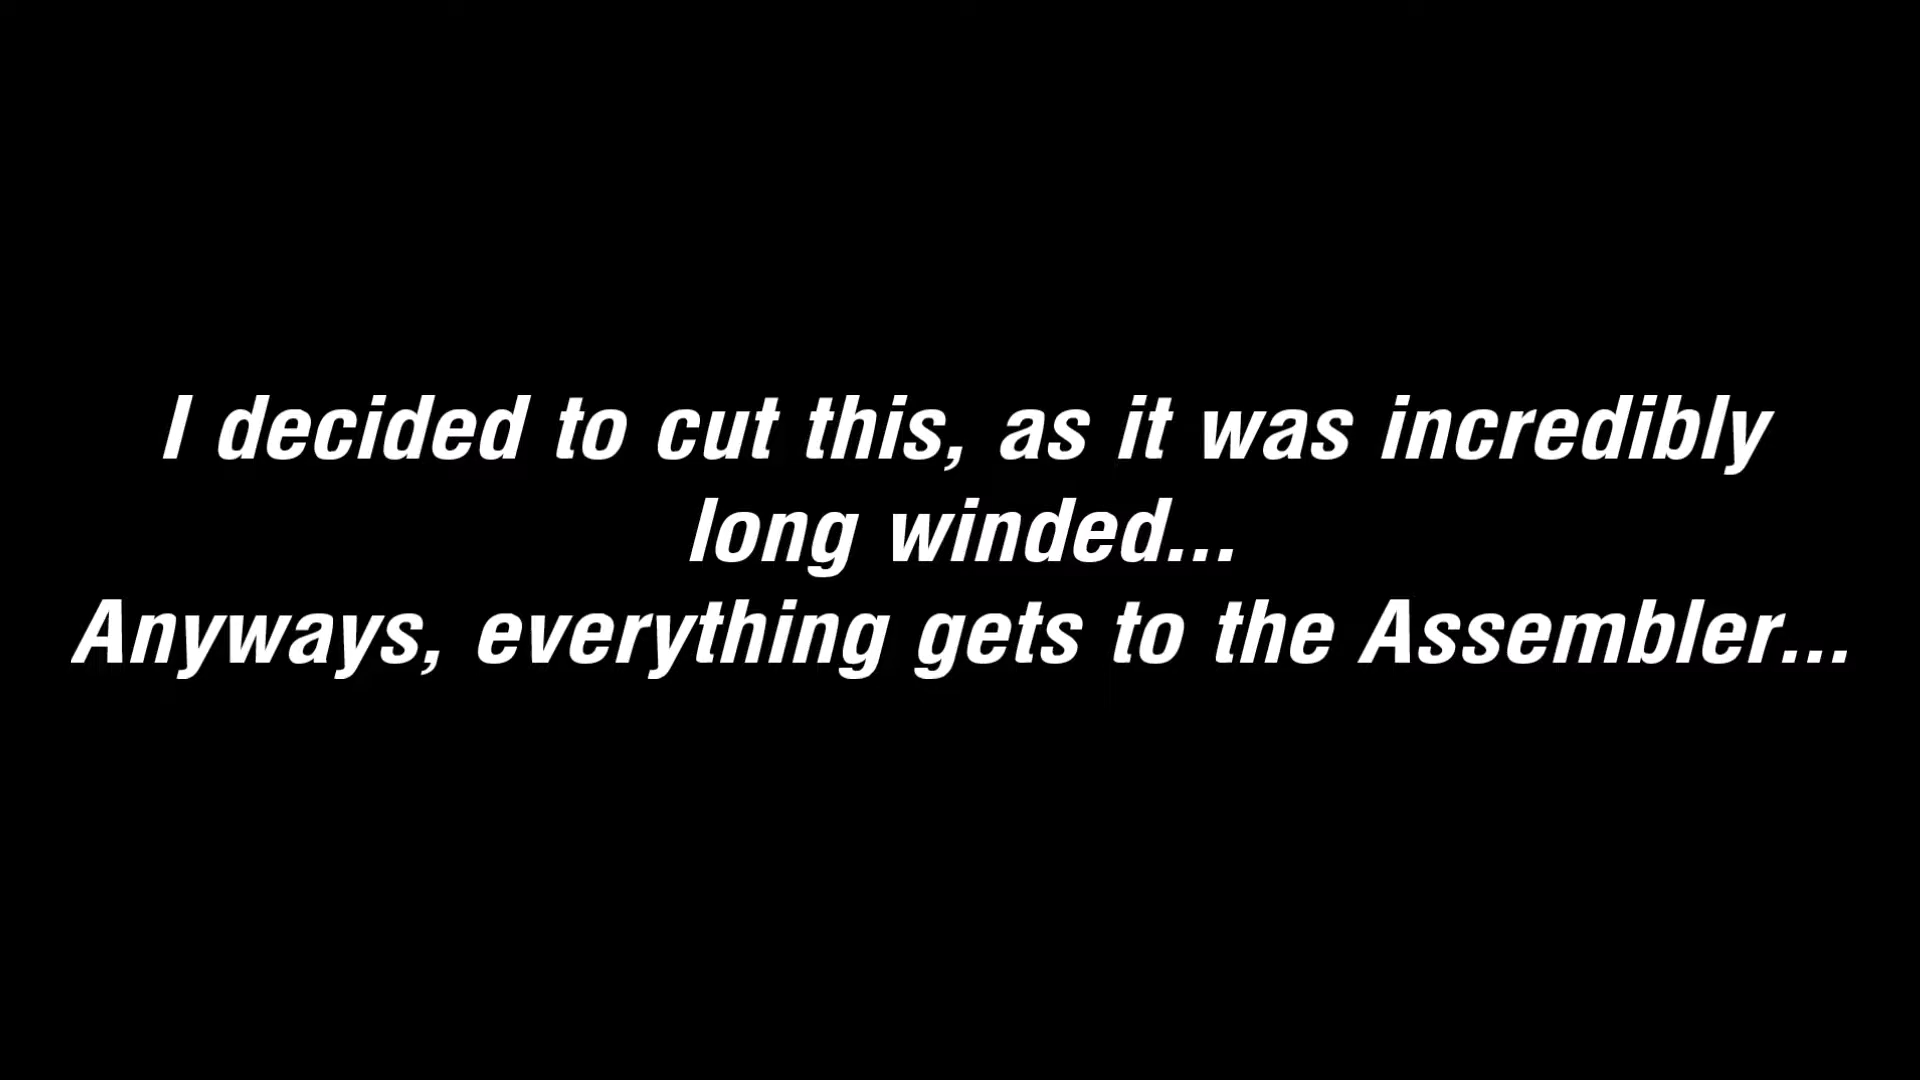 I decided to cut this, as it was incredibly
long winded...
Anyways, everything gets to the Assembler...